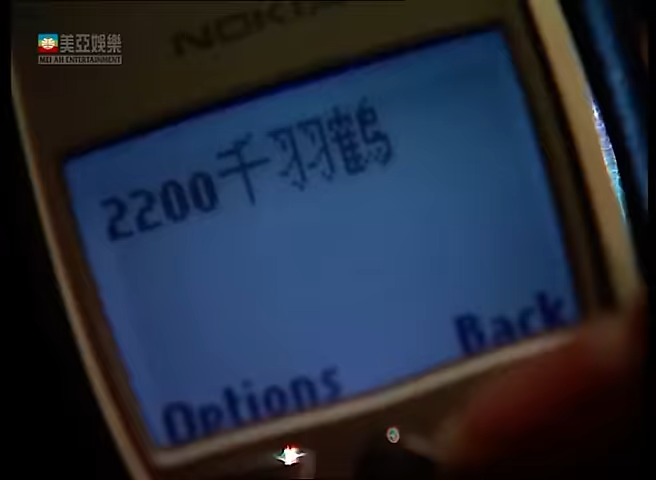 美亞娛樂
MEI AH ENTERTAINMENT
NOKIA
2200千羽鶴
Options
Back